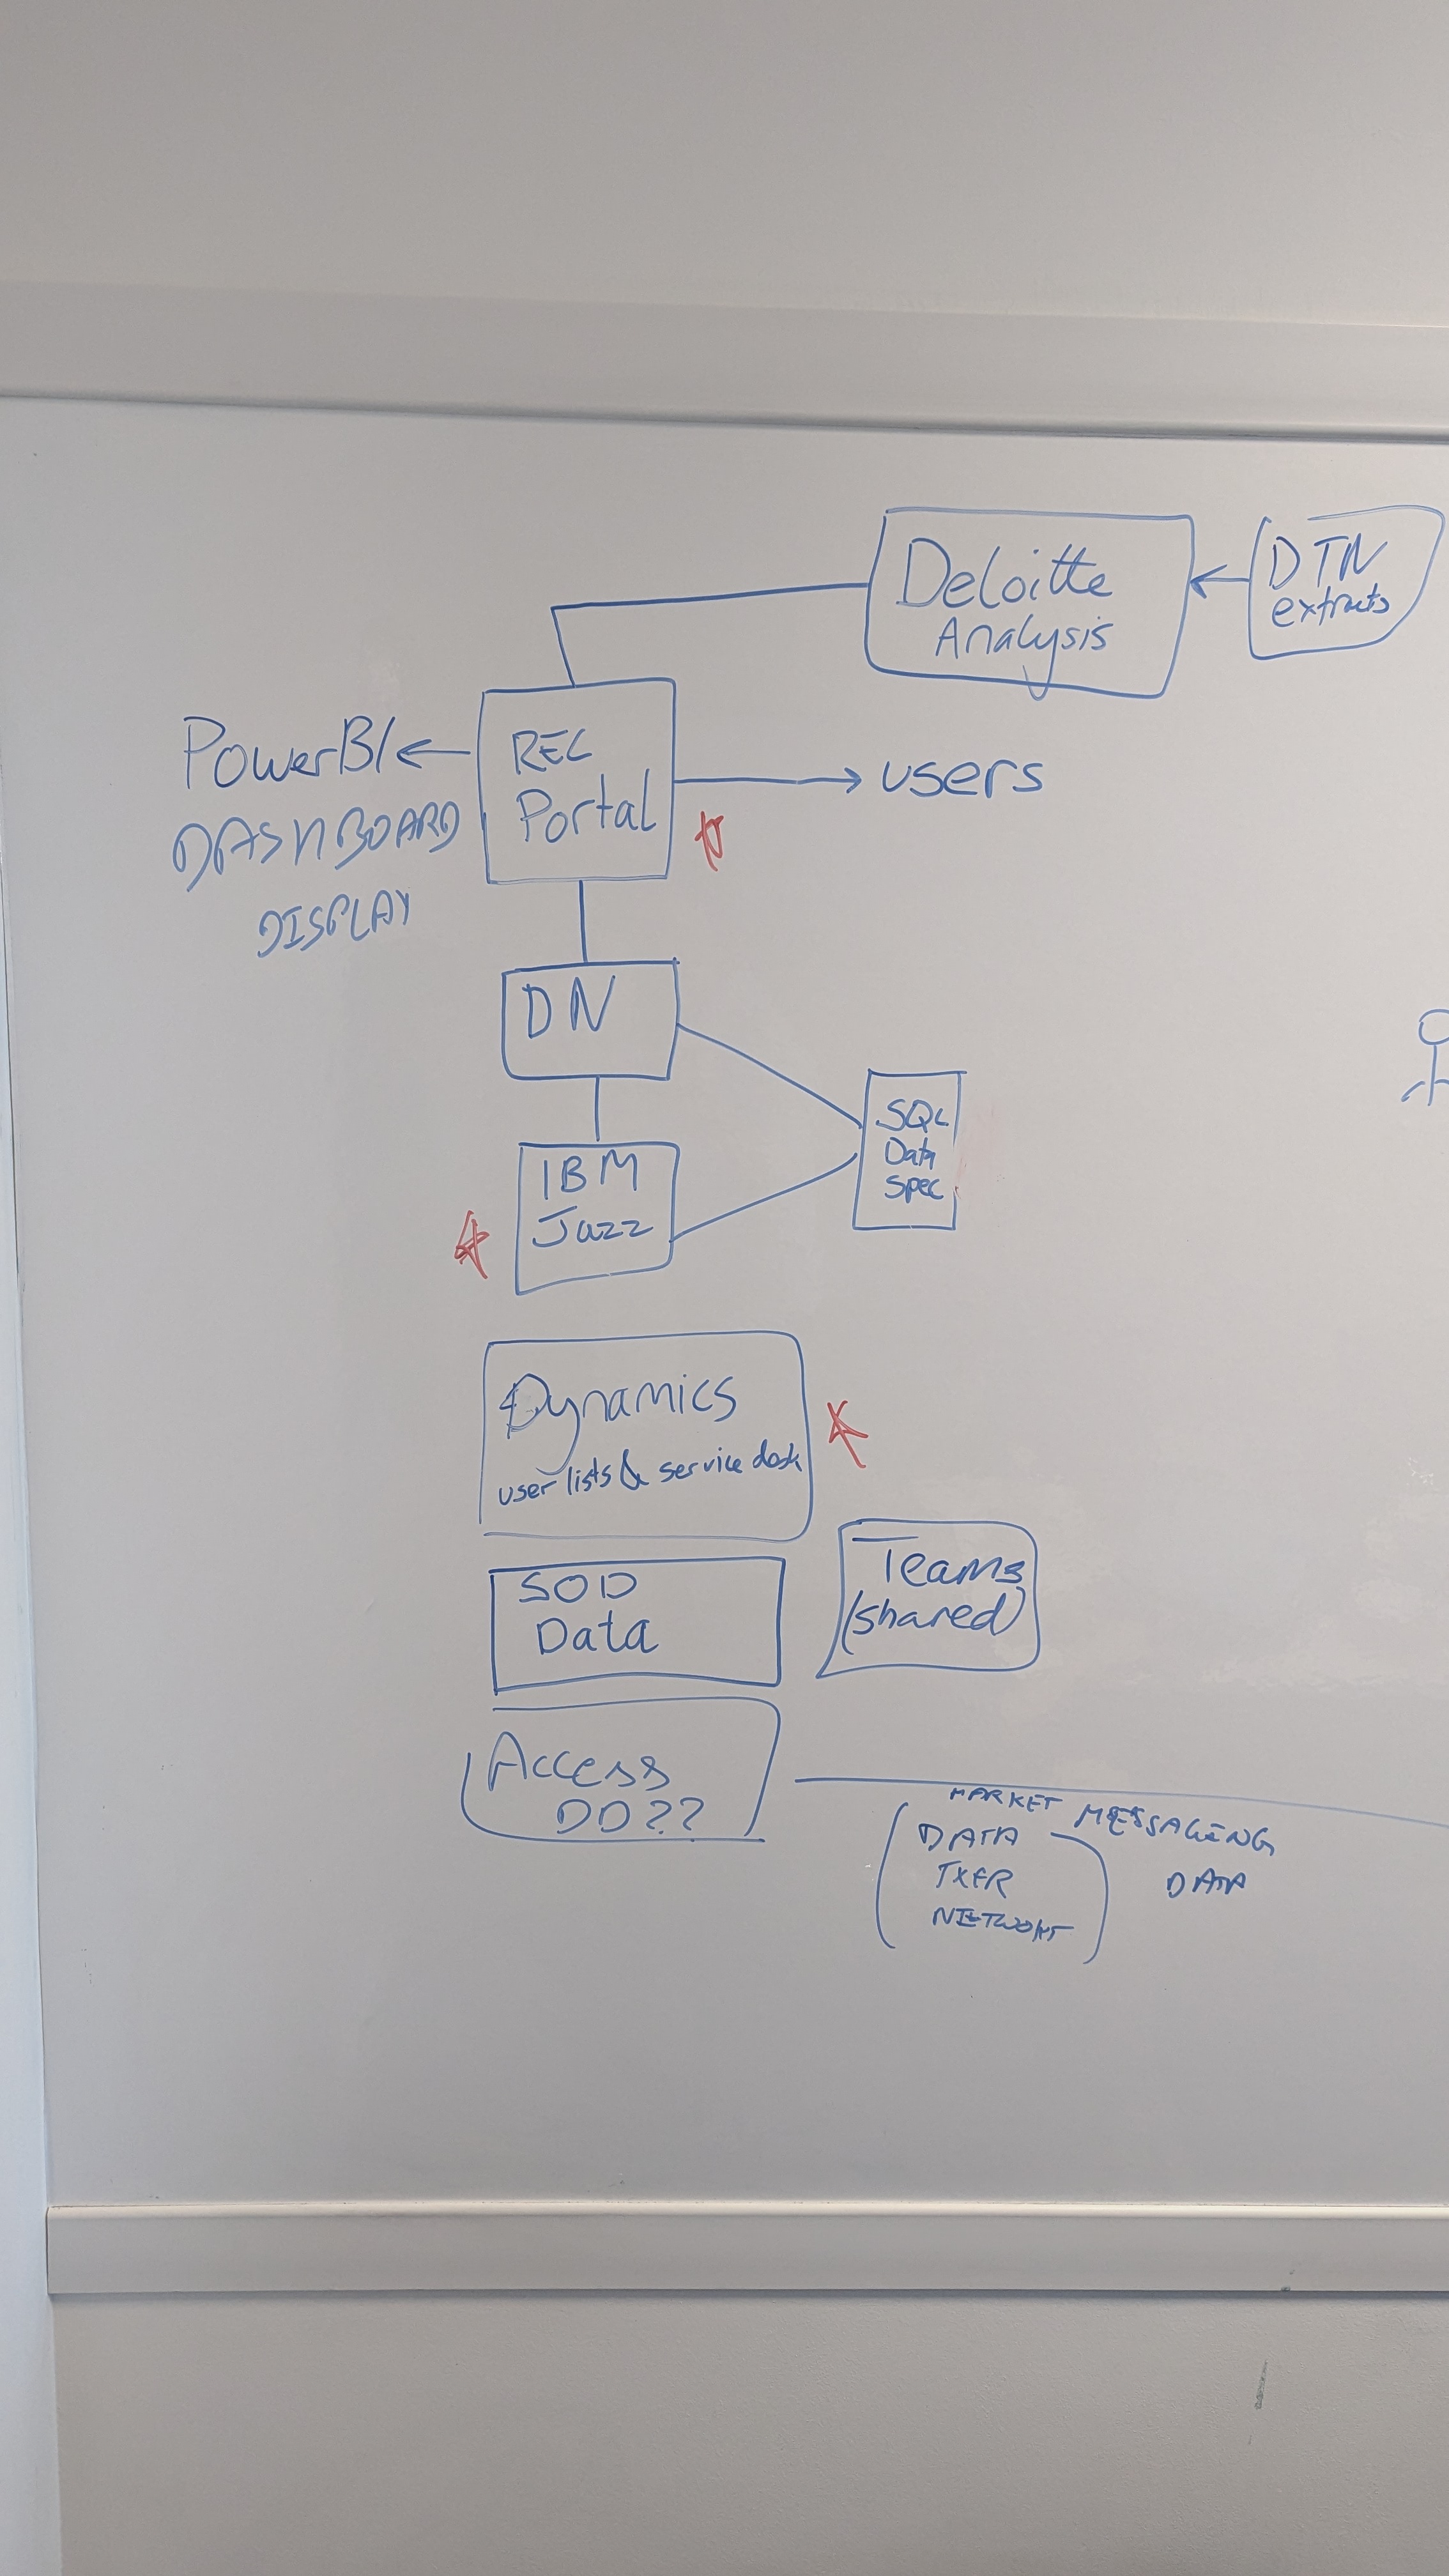 Deloitte
Analysis
DTN
extracts
PowerBI
DASHBOARD
DISPLAY
REC
Portal
users
DN
SQL
Data
Spec
IBM
Jazz
Dynamics
user lists & service desk
SOD
Data
Teams
(shared)
Access
DD??
MARKET MESSAGING
DATA
DATA
TXFR
NETWORK